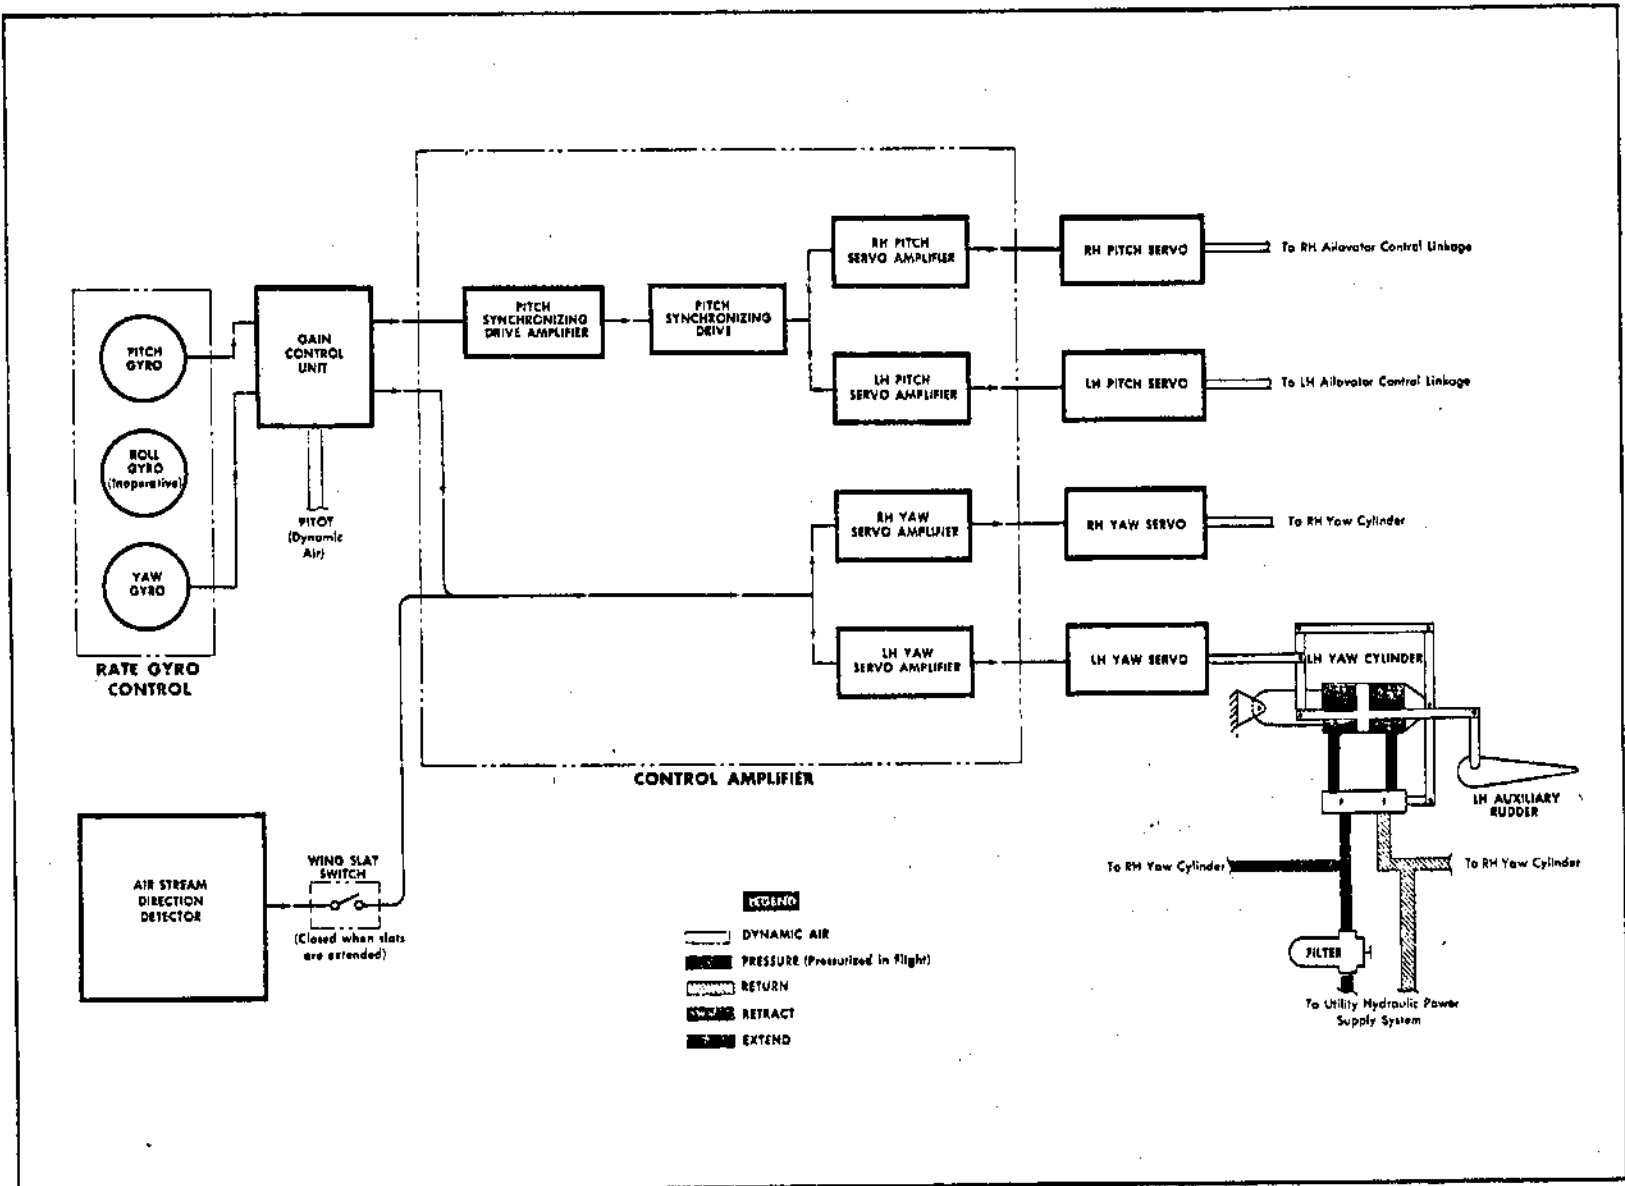 RH PITCH
SERVO AMPLIFIER
RH PITCH SERVO
To RH Ailavator Control Linkage
PITCH
GYRO
GAIN
CONTROL
UNIT
PITCH
SYNCHRONIZING
DRIVE AMPLIFIER
PITCH
SYNCHRONIZING
DRIVE
LH PITCH
SERVO AMPLIFIER
LH PITCH SERVO
To LH Ailavator Control Linkage
ROLL
GYRO
(Inoperative)
PITOT
(Dynamic
Air)
RH YAW
SERVO AMPLIFIER
RH YAW SERVO
To RH Yaw Cylinder
YAW
GYRO
RATE GYRO
CONTROL
LH YAW
SERVO AMPLIFIER
LH YAW SERVO
LH YAW CYLINDER
CONTROL AMPLIFIER
LH AUXILIARY
RUDDER
AIR STREAM
DIRECTION
DETECTOR
WING SLAT
SWITCH
(Closed when slats
are extended)
To RH Yaw Cylinder
To RH Yaw Cylinder
FILTER
To Utility Hydraulic Power
Supply System
LEGEND
DYNAMIC AIR
PRESSURE (Pressurized in flight)
RETURN
RETRACT
EXTEND